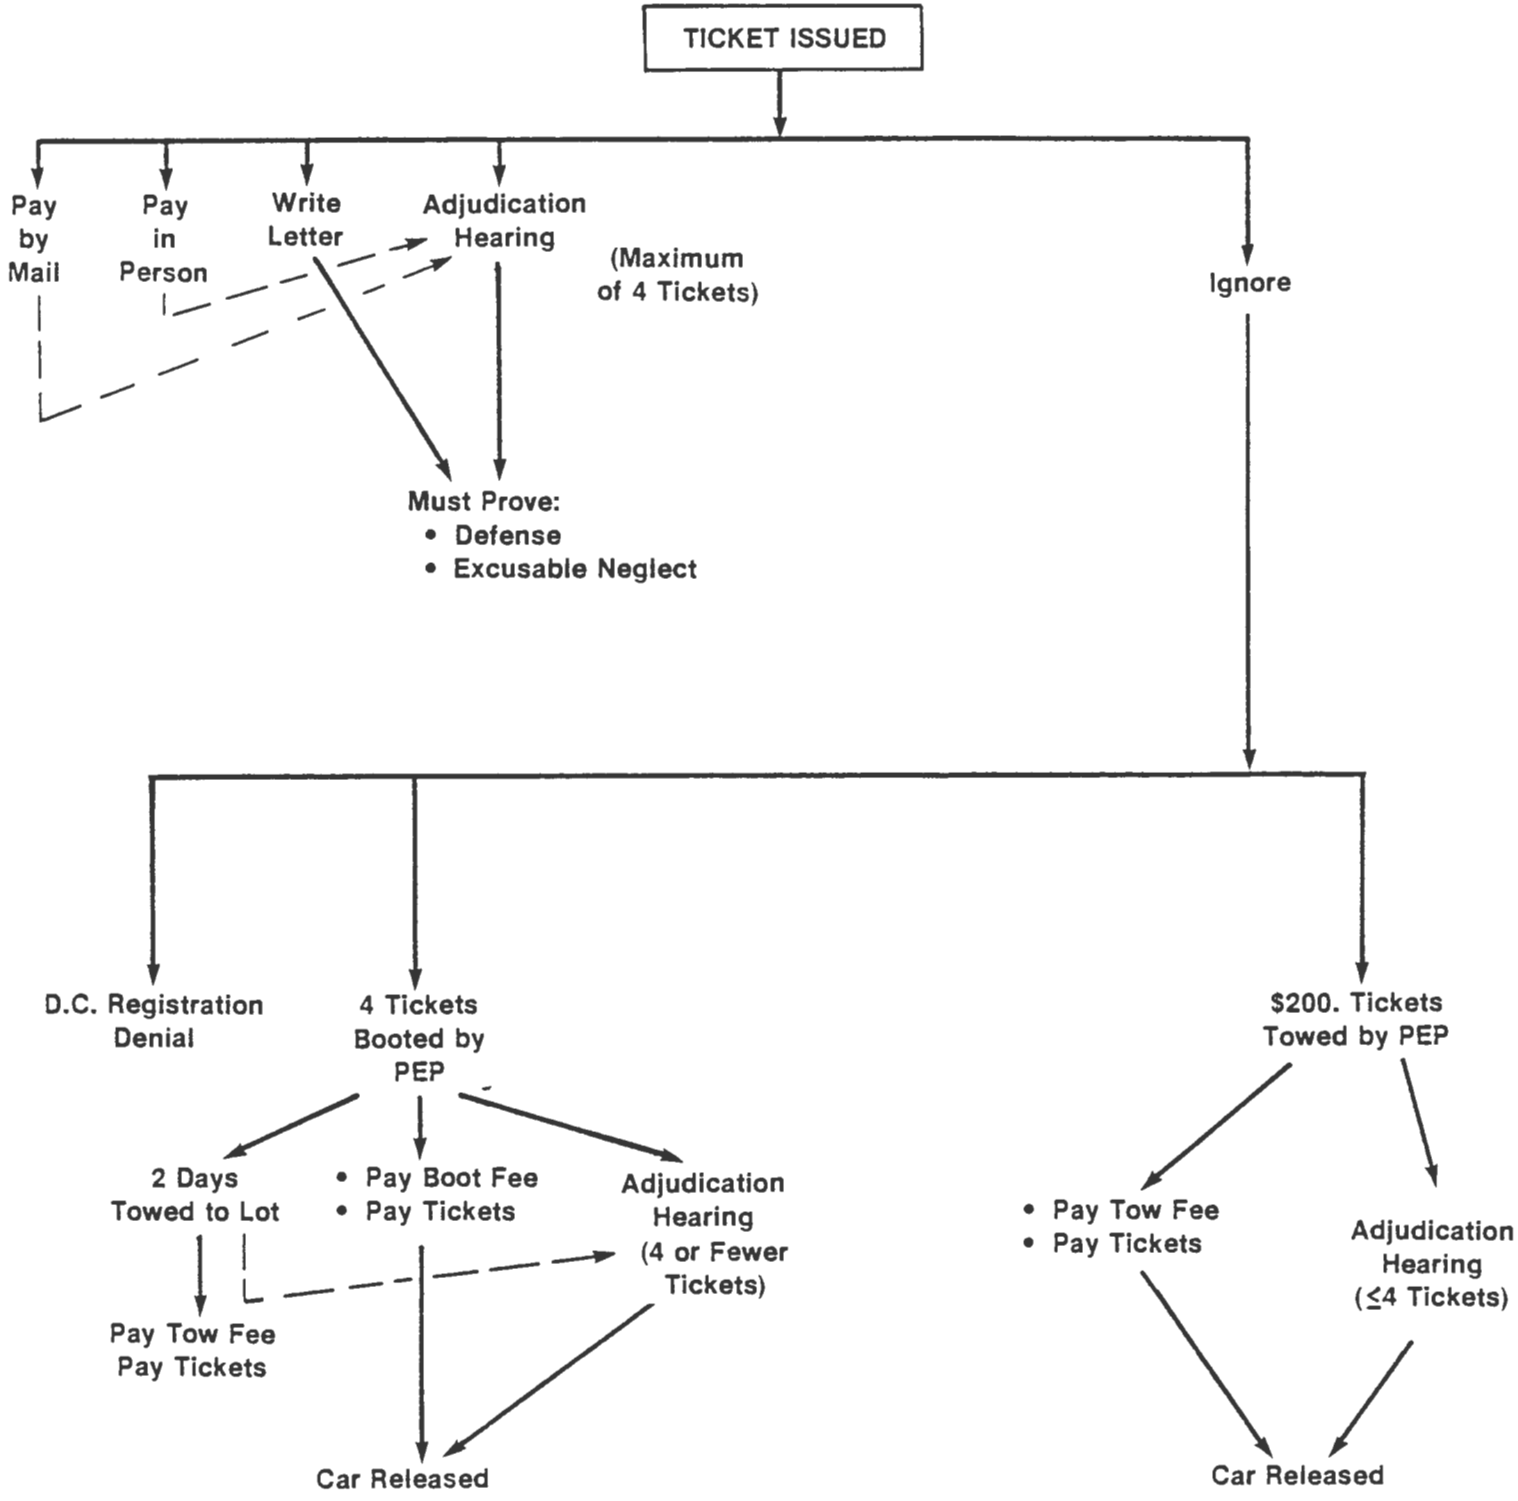 TICKET ISSUED
Pay
by
Mail
Pay
in
Person
Write
Letter
Adjudication
Hearing
(Maximum
of 4 Tickets)
Ignore
Must Prove:
• Defense
• Excusable Neglect
D.C. Registration
Denial
4 Tickets
Booted by
PEP
$200. Tickets
Towed by PEP
2 Days
Towed to Lot
• Pay Boot Fee
• Pay Tickets
Adjudication
Hearing
(4 or Fewer
Tickets)
• Pay Tow Fee
• Pay Tickets
Adjudication
Hearing
(≤4 Tickets)
Pay Tow Fee
Pay Tickets
Car Released
Car Released